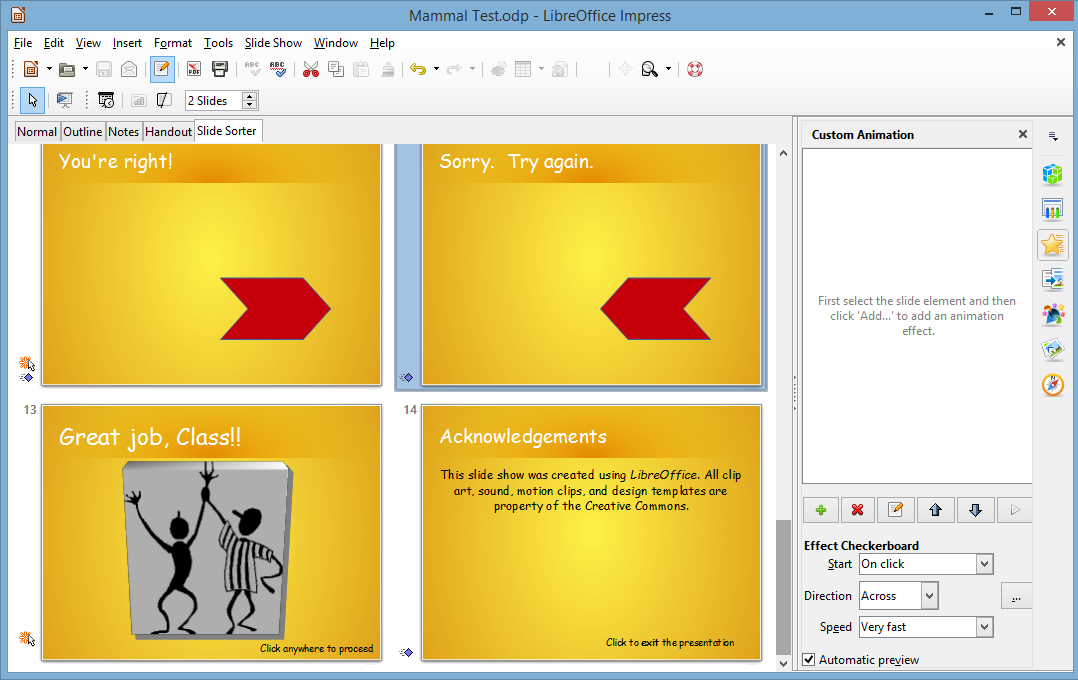 Mammal Test.odp - LibreOffice Impress
File Edit View Insert Format Tools Slide Show Window Help
PDF ABC ABC
2 Slides
Normal Outline Notes Handout Slide Sorter
You're right!
Sorry. Try again.
13
Great job, Class!!
Click anywhere to proceed
14
Acknowledgements
This slide show was created using LibreOffice. All clip
art, sound, motion clips, and design templates are
property of the Creative Commons.
Click to exit the presentation
Custom Animation
First select the slide element and then
click 'Add...' to add an animation
effect.
Effect Checkerboard
Start On click
Direction Across ...
Speed Very fast
Automatic preview